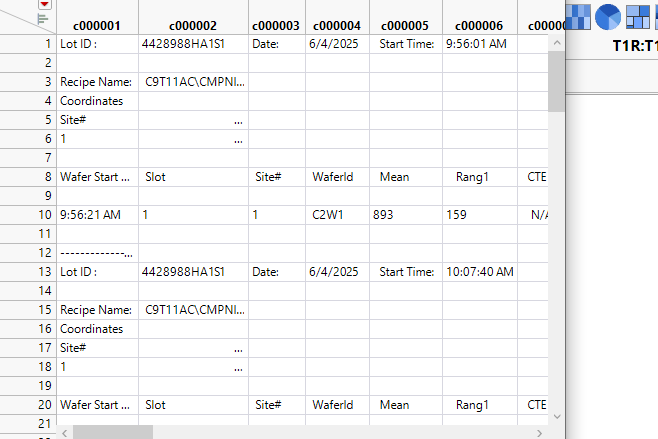 T1R:T1
c000001 c000002 c000003 c000004 c000005 c000006
1 Lot ID : 4428988HA1S1 Date: 6/4/2025 Start Time: 9:56:01 AM
2
3 Recipe Name: C9T11AC\CMPNI...
4 Coordinates
5 Site# ...
6 1 ...
7
8 Wafer Start ... Slot Site# WaferId Mean Rang1 CTE
9
10 9:56:21 AM 1 1 C2W1 893 159
11
12 -------------...
13 Lot ID : 4428988HA1S1 Date: 6/4/2025 Start Time: 10:07:40 AM
14
15 Recipe Name: C9T11AC\CMPNI...
16 Coordinates
17 Site# ...
18 1 ...
19
20 Wafer Start ... Slot Site# WaferId Mean Rang1 CTE
21